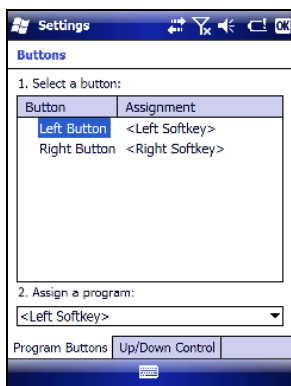 Settings OK
Buttons
1. Select a button:
Button Assignment
Left Button <Left Softkey>
Right Button <Right Softkey>
2. Assign a program:
<Left Softkey>
Program Buttons Up/Down Control